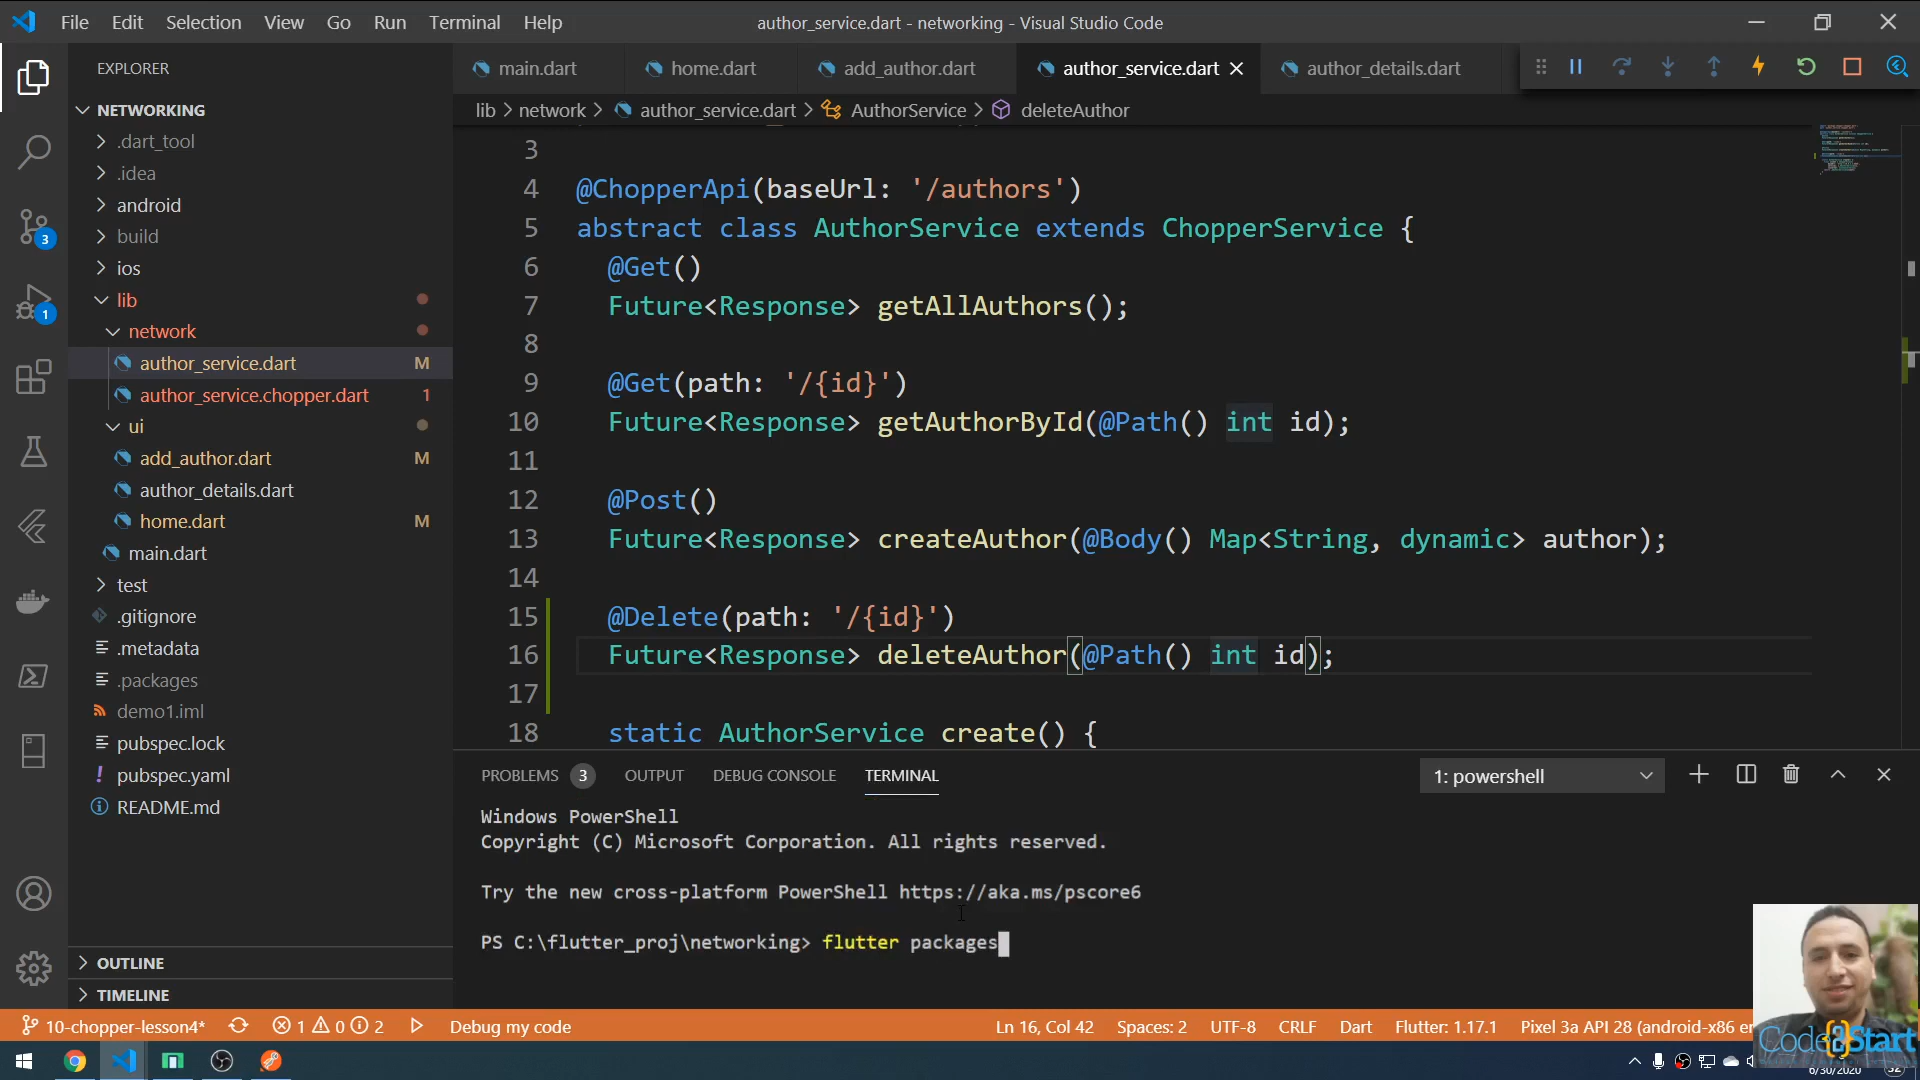 File Edit Selection View Go Run Terminal Help
author_service.dart - networking - Visual Studio Code
EXPLORER
NETWORKING
.dart_tool
.idea
android
build
ios
lib
network
author_service.dart M
author_service.chopper.dart 1
ui
add_author.dart M
author_details.dart
home.dart M
main.dart
test
.gitignore
.metadata
.packages
demo1.iml
pubspec.lock
pubspec.yaml
README.md
OUTLINE
TIMELINE
3
1
main.dart home.dart add_author.dart author_service.dart author_details.dart
lib > network > author_service.dart > AuthorService > deleteAuthor
3
4 @ChopperApi(baseUrl: '/authors')
5 abstract class AuthorService extends ChopperService {
6 @Get()
7 Future<Response> getAllAuthors();
8
9 @Get(path: '/{id}')
10 Future<Response> getAuthorById(@Path() int id);
11
12 @Post()
13 Future<Response> createAuthor(@Body() Map<String, dynamic> author);
14
15 @Delete(path: '/{id}')
16 Future<Response> deleteAuthor(@Path() int id);
17
18 static AuthorService create() {
PROBLEMS 3 OUTPUT DEBUG CONSOLE TERMINAL 1: powershell
Windows PowerShell
Copyright (C) Microsoft Corporation. All rights reserved.
Try the new cross-platform PowerShell https://aka.ms/pscore6
PS C:\flutter_proj\networking> flutter packages
10-chopper-lesson4* 1 0 2 Debug my code Ln 16, Col 42 Spaces: 2 UTF-8 CRLF Dart Flutter: 1.17.1 Pixel 3a API 28 (android-x86 
Code{2}Start
6/30/2020